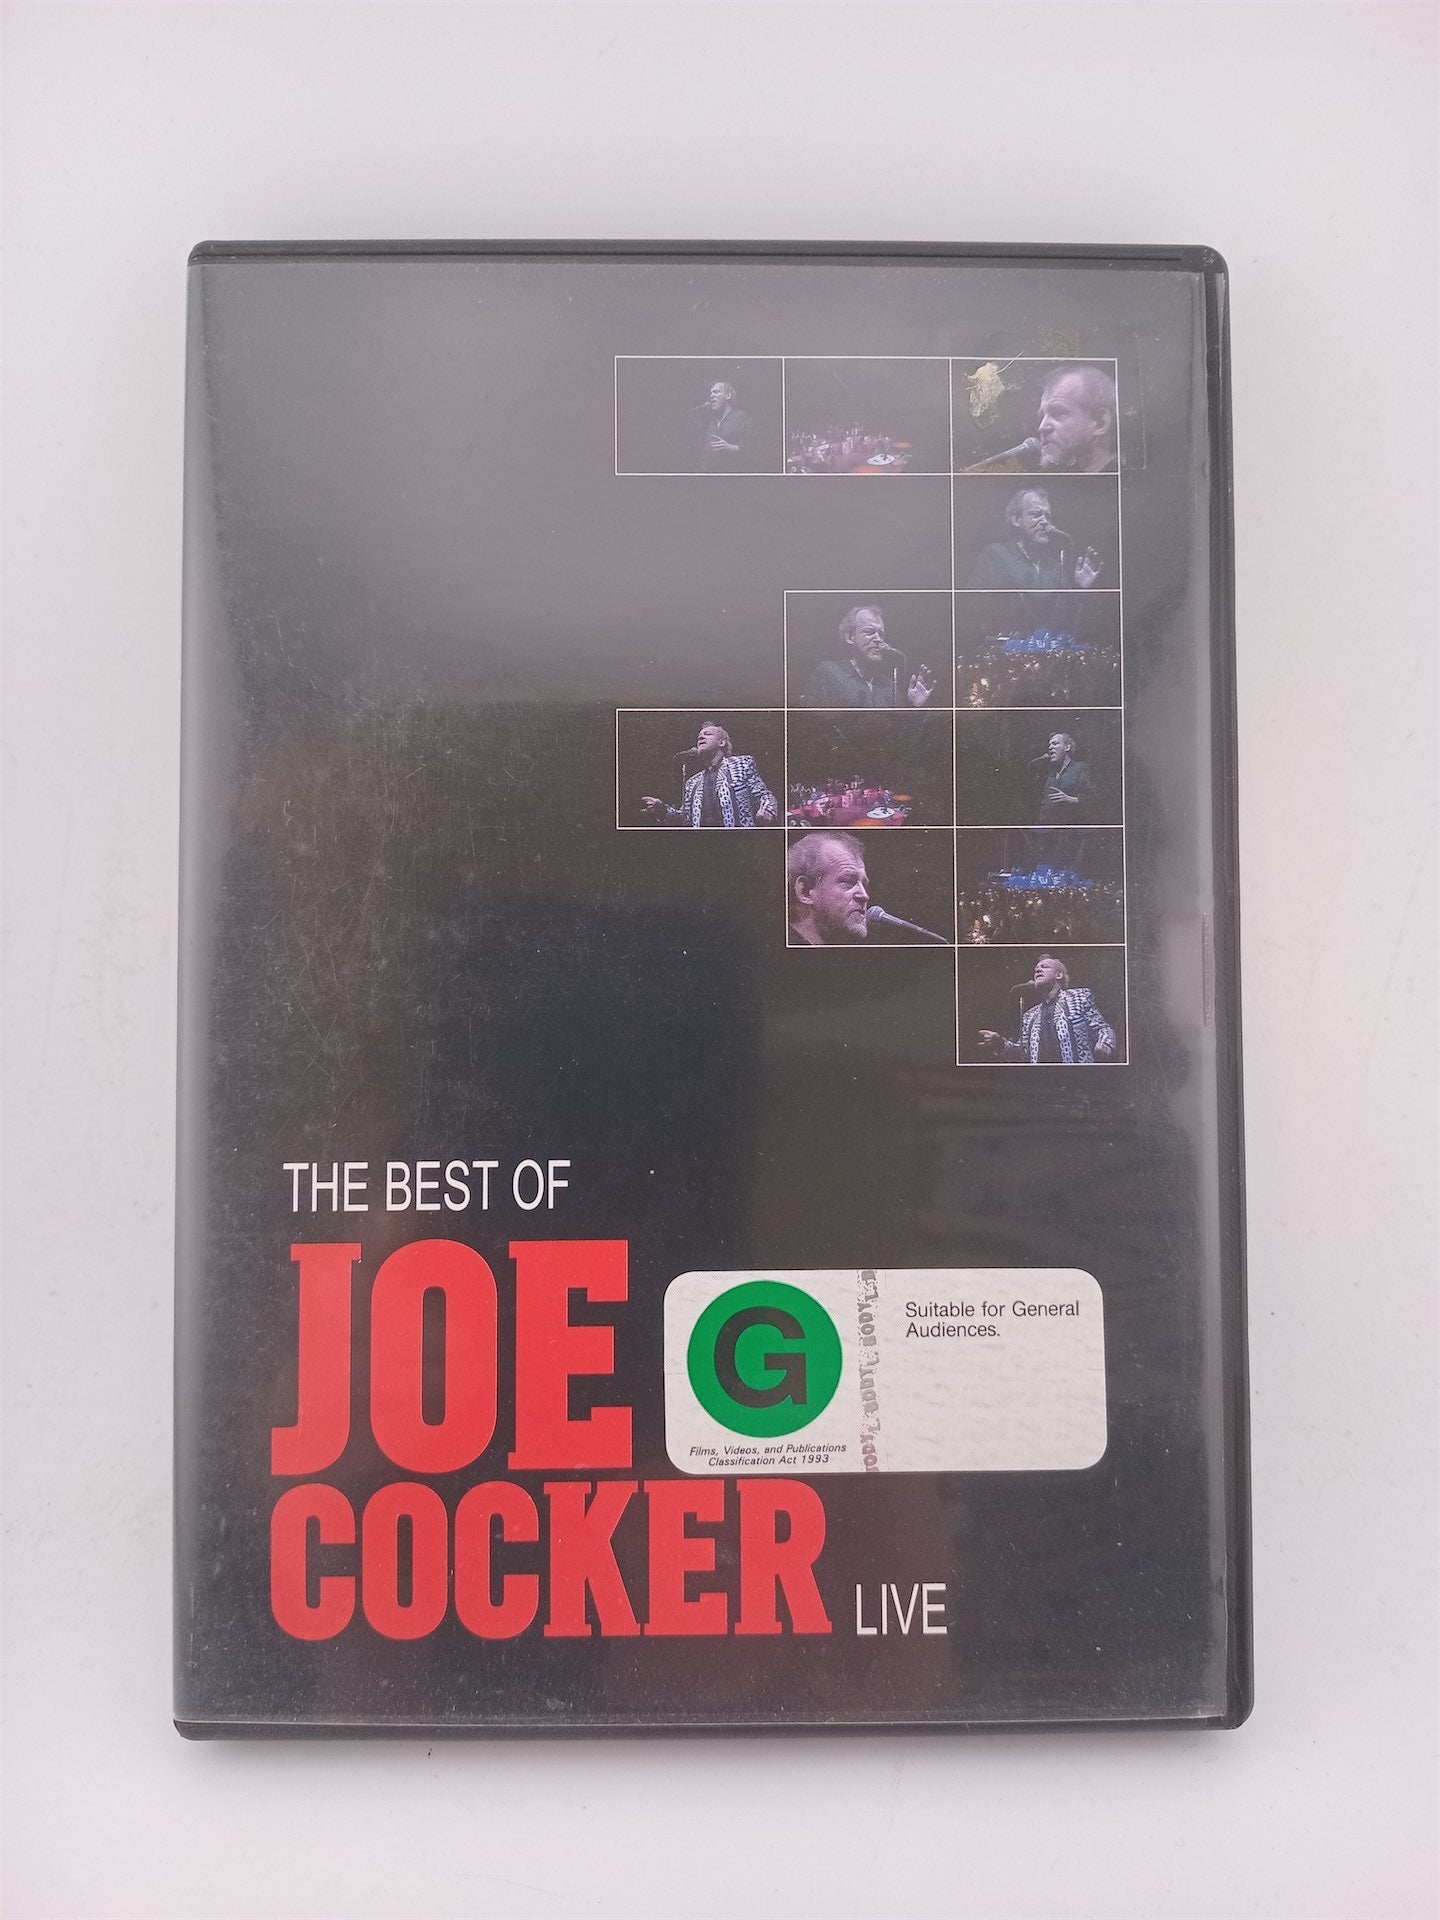 THE BEST OF
JOE
COCKER
LIVE
G
Films, Videos, and Publications
Classification Act 1993
Suitable for General
Audiences.